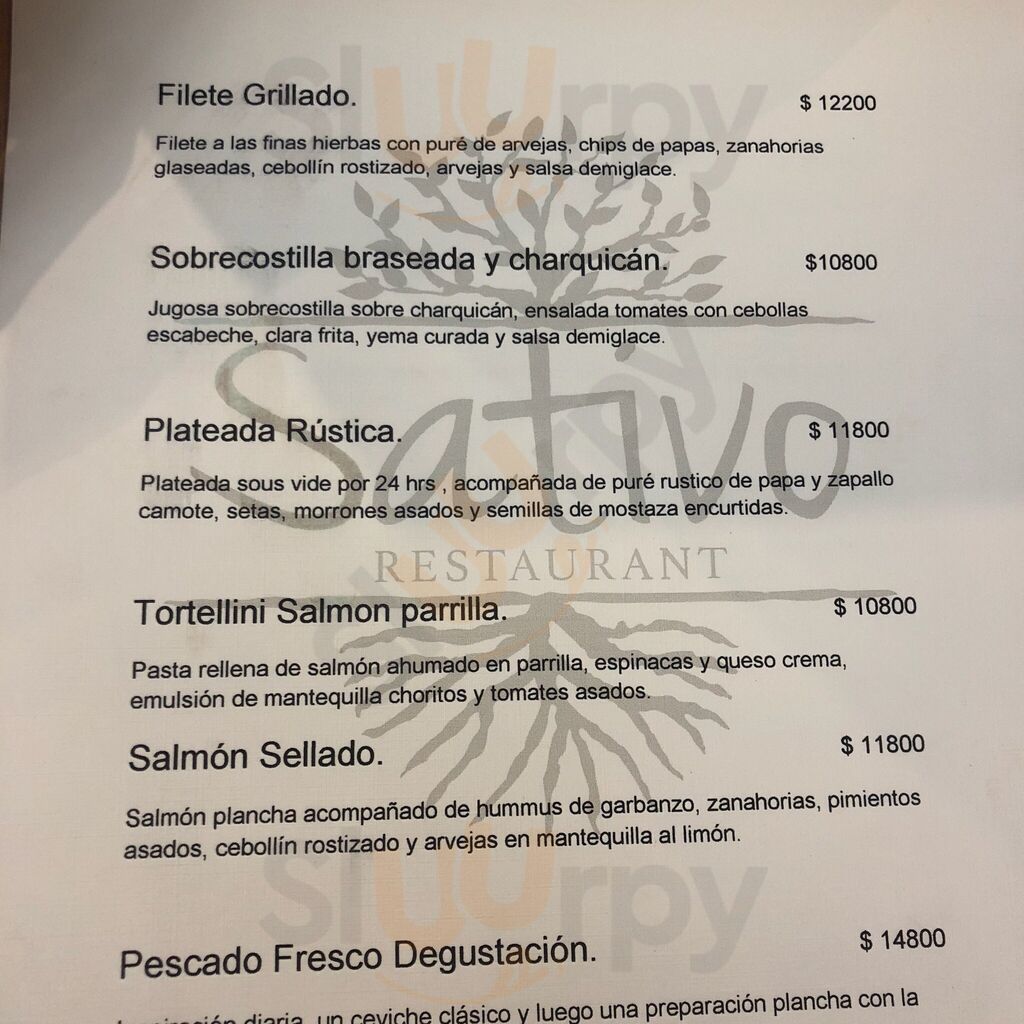 Filete Grillado. $ 12200
Filete a las finas hierbas con puré de arvejas, chips de papas, zanahorias
glaseadas, cebollín rostizado, arvejas y salsa demiglace.
Sobrecostilla braseada y charquicán. $10800
Jugosa sobrecostilla sobre charquicán, ensalada tomates con cebollas
escabeche, clara frita, yema curada y salsa demiglace.
Sativo
Plateada Rústica. $ 11800
Plateada sous vide por 24 hrs , acompañada de puré rustico de papa y zapallo
camote, setas, morrones asados y semillas de mostaza encurtidas.
RESTAURANT
Tortellini Salmon parrilla. $ 10800
Pasta rellena de salmón ahumado en parrilla, espinacas y queso crema,
emulsión de mantequilla choritos y tomates asados.
Salmón Sellado. $ 11800
Salmón plancha acompañado de hummus de garbanzo, zanahorias, pimientos
asados, cebollín rostizado y arvejas en mantequilla al limón.
Pescado Fresco Degustación. $ 14800
diaria, un ceviche clásico y luego una preparación plancha con la
Sluurpy
Sluurpy
Sluurpy